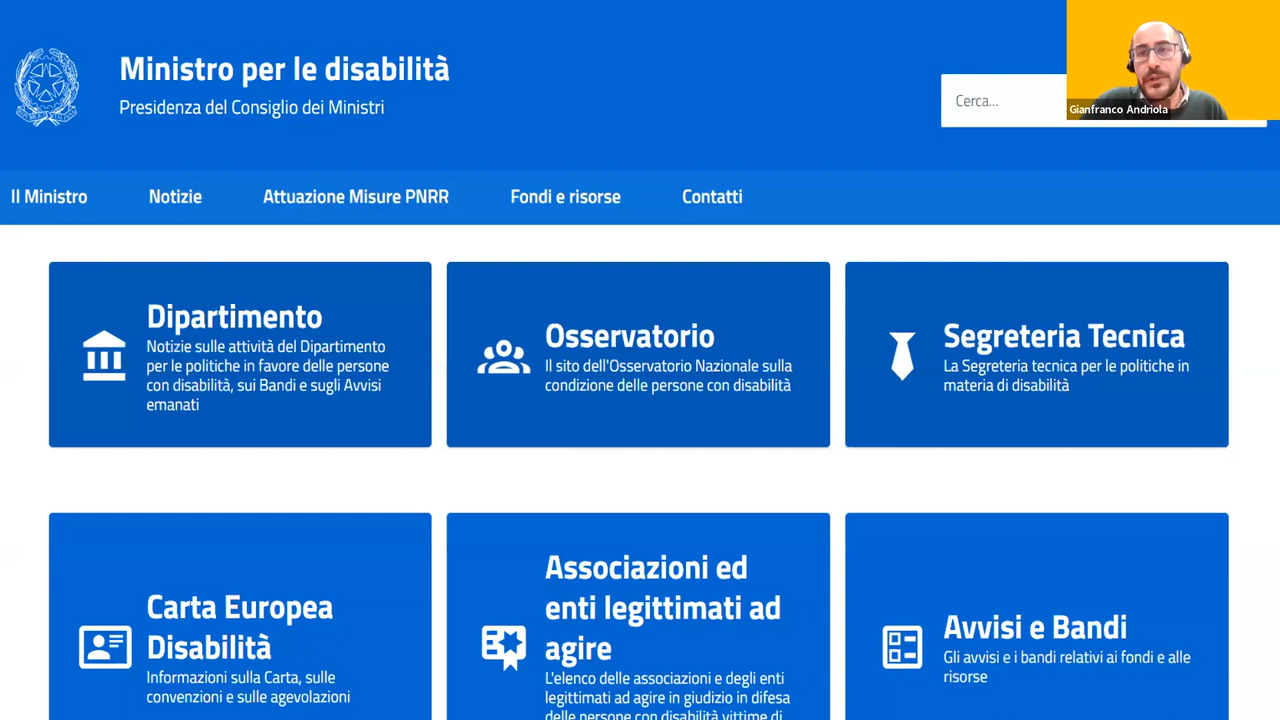 Ministro per le disabilità
Presidenza del Consiglio dei Ministri
Cerca...
Gianfranco Andriola
Il Ministro
Notizie
Attuazione Misure PNRR
Fondi e risorse
Contatti
Dipartimento
Notizie sulle attività del Dipartimento
per le politiche in favore delle persone
con disabilità, sui Bandi e sugli Avvisi
emanati
Osservatorio
Il sito dell'Osservatorio Nazionale sulla
condizione delle persone con disabilità
Segreteria Tecnica
La Segreteria tecnica per le politiche in
materia di disabilità
Carta Europea
Disabilità
Informazioni sulla Carta, sulle
convenzioni e sulle agevolazioni
Associazioni ed
enti legittimati ad
agire
L'elenco delle associazioni e degli enti
legittimati ad agire in giudizio in difesa
delle persone con disabilità vittime di
Avvisi e Bandi
Gli avvisi e i bandi relativi ai fondi e alle
risorse